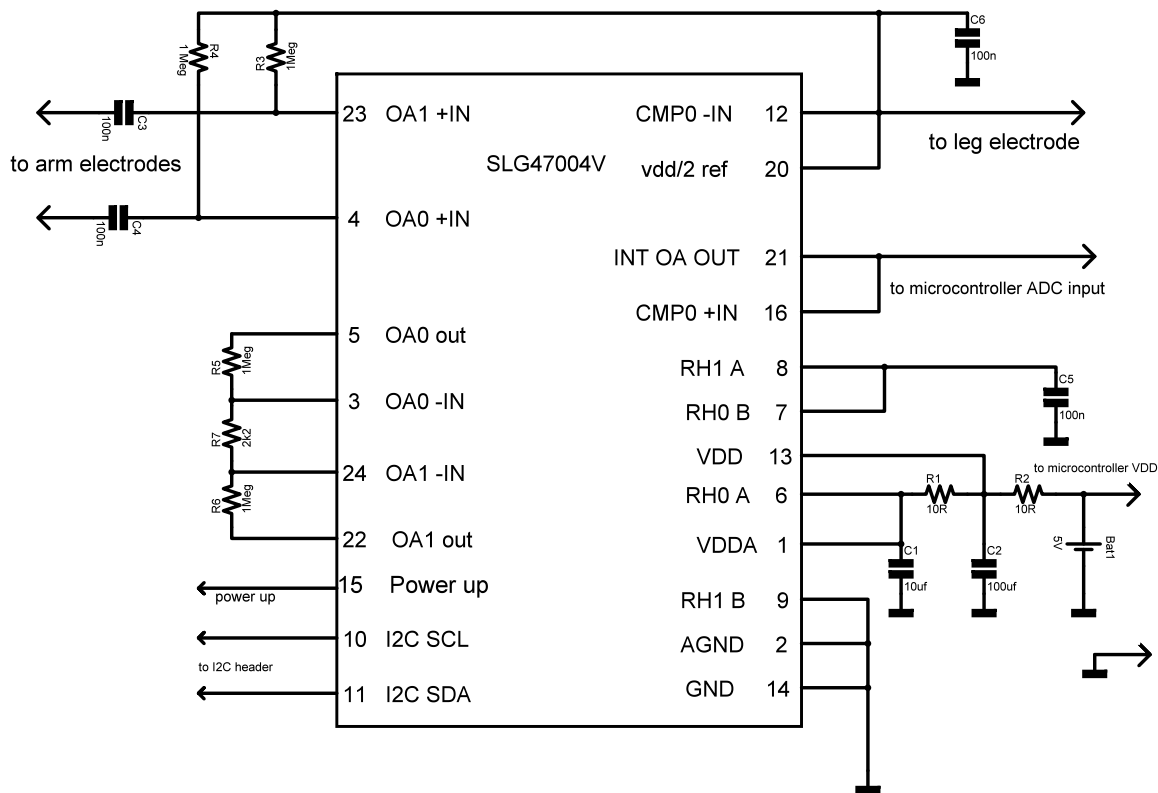 R4
1 Meg
R3
1Meg
C6
100n
C3
100n
to arm electrodes
C4
100n
23 OA1 +IN
4 OA0 +IN
SLG47004V
CMP0 -IN 12
vdd/2 ref 20
to leg electrode
INT OA OUT 21
to microcontroller ADC input
CMP0 +IN 16
5 OA0 out
R5
1Meg
3 OA0 -IN
R7
2k2
24 OA1 -IN
R6
1Meg
22 OA1 out
15 Power up
power up
10 I2C SCL
to I2C header
11 I2C SDA
RH1 A 8
RH0 B 7
C5
100n
VDD 13
to microcontroller VDD
RH0 A 6
R1
10R
R2
10R
VDDA 1
C1
10uf
C2
100uf
5V
Bat1
RH1 B 9
AGND 2
GND 14